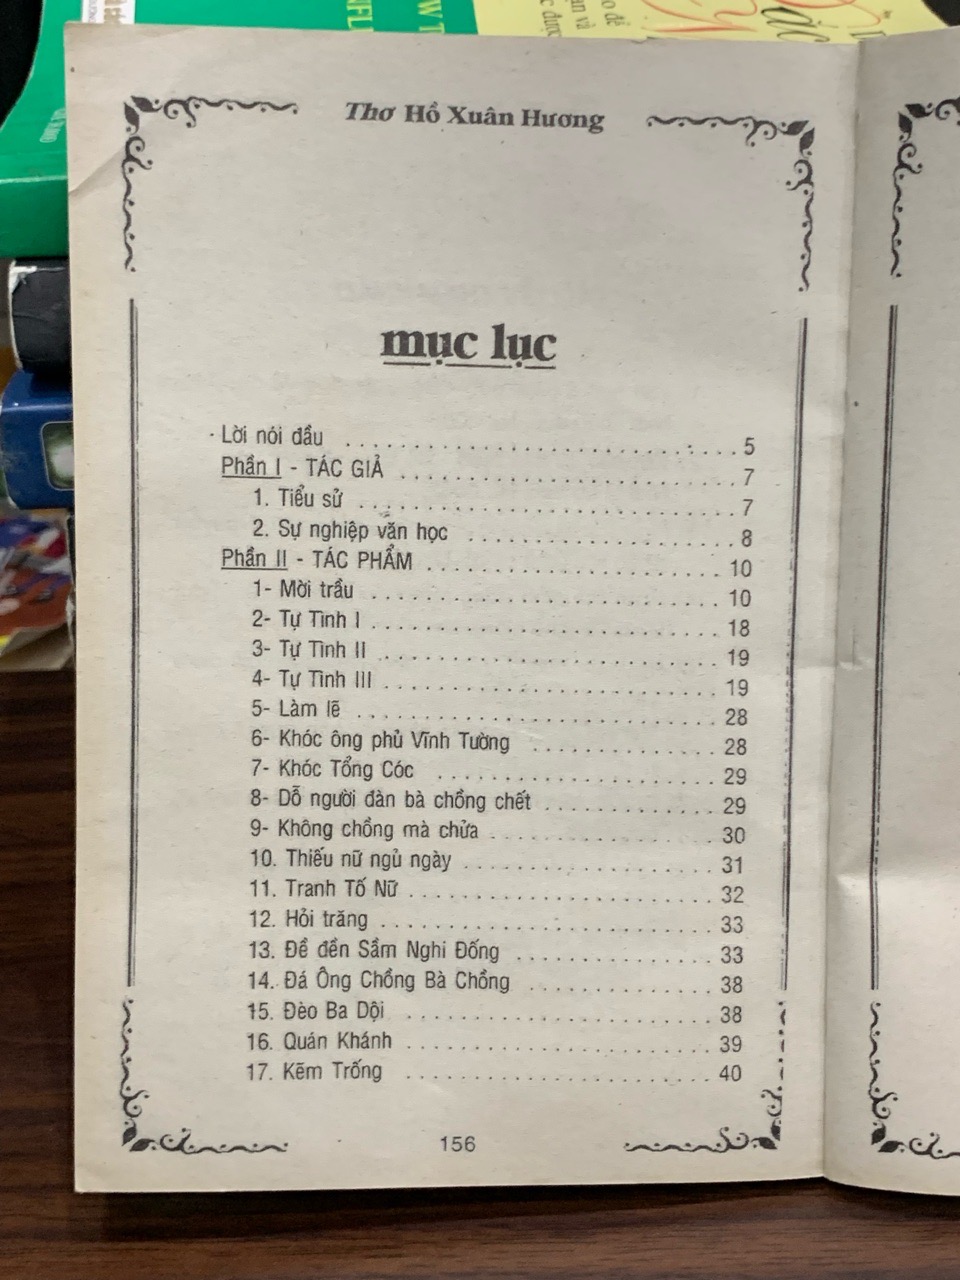 Thơ Hồ Xuân Hương
mục lục
Lời nói đầu ........................ 5
Phần I - TÁC GIẢ ........................ 7
1. Tiểu sử ........................ 7
2. Sự nghiệp văn học ........................ 8
Phần II - TÁC PHẨM ........................ 10
1- Mời trầu ........................ 10
2- Tự Tình I ........................ 18
3- Tự Tình II ........................ 19
4- Tự Tình III ........................ 19
5- Làm lẽ ........................ 28
6- Khóc ông phủ Vĩnh Tường ........................ 28
7- Khóc Tổng Cóc ........................ 29
8- Dỗ người đàn bà chồng chết ........................ 29
9- Không chồng mà chửa ........................ 30
10. Thiếu nữ ngủ ngày ........................ 31
11. Tranh Tố Nữ ........................ 32
12. Hỏi trăng ........................ 33
13. Đề đền Sầm Nghi Đống ........................ 33
14. Đá Ông Chồng Bà Chồng ........................ 38
15. Đèo Ba Dội ........................ 38
16. Quán Khánh ........................ 39
17. Kẽm Trống ........................ 40
156